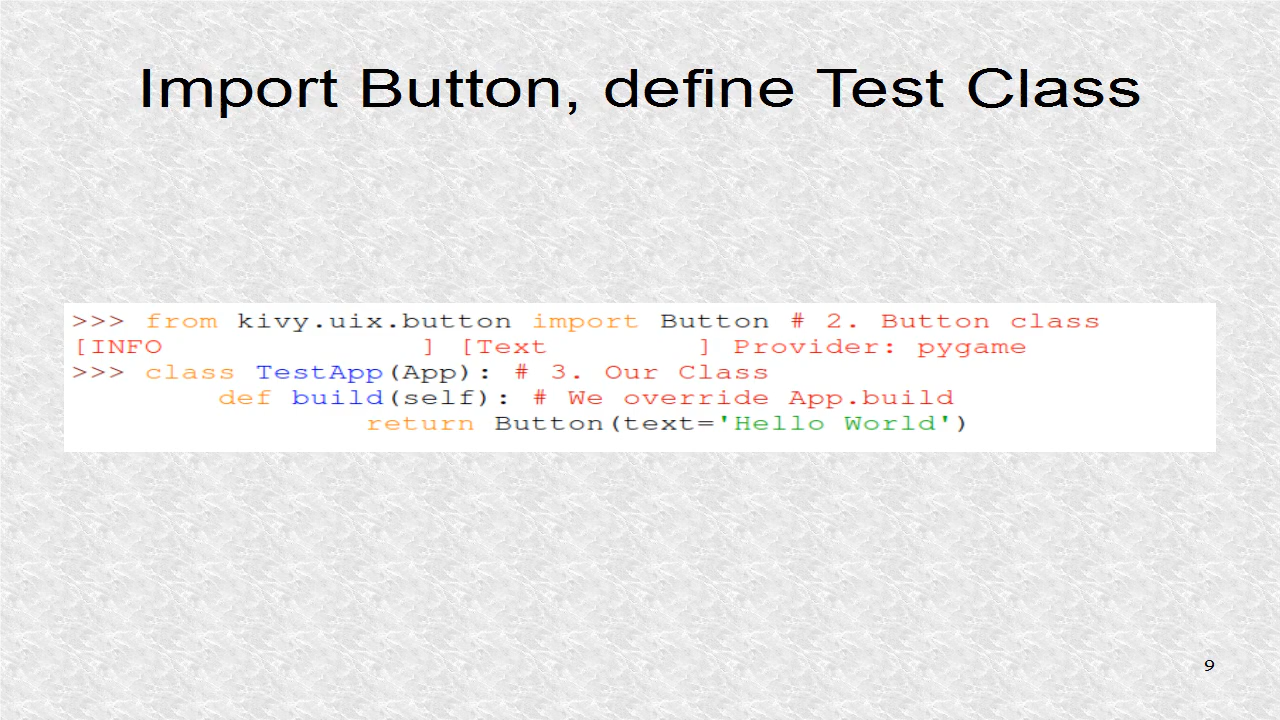 Import Button, define Test Class
>>> from kivy.uix.button import Button # 2. Button class
[INFO              ] [Text           ] Provider: pygame
>>> class TestApp(App): # 3. Our Class
        def build(self): # We override App.build
                return Button(text='Hello World')
9